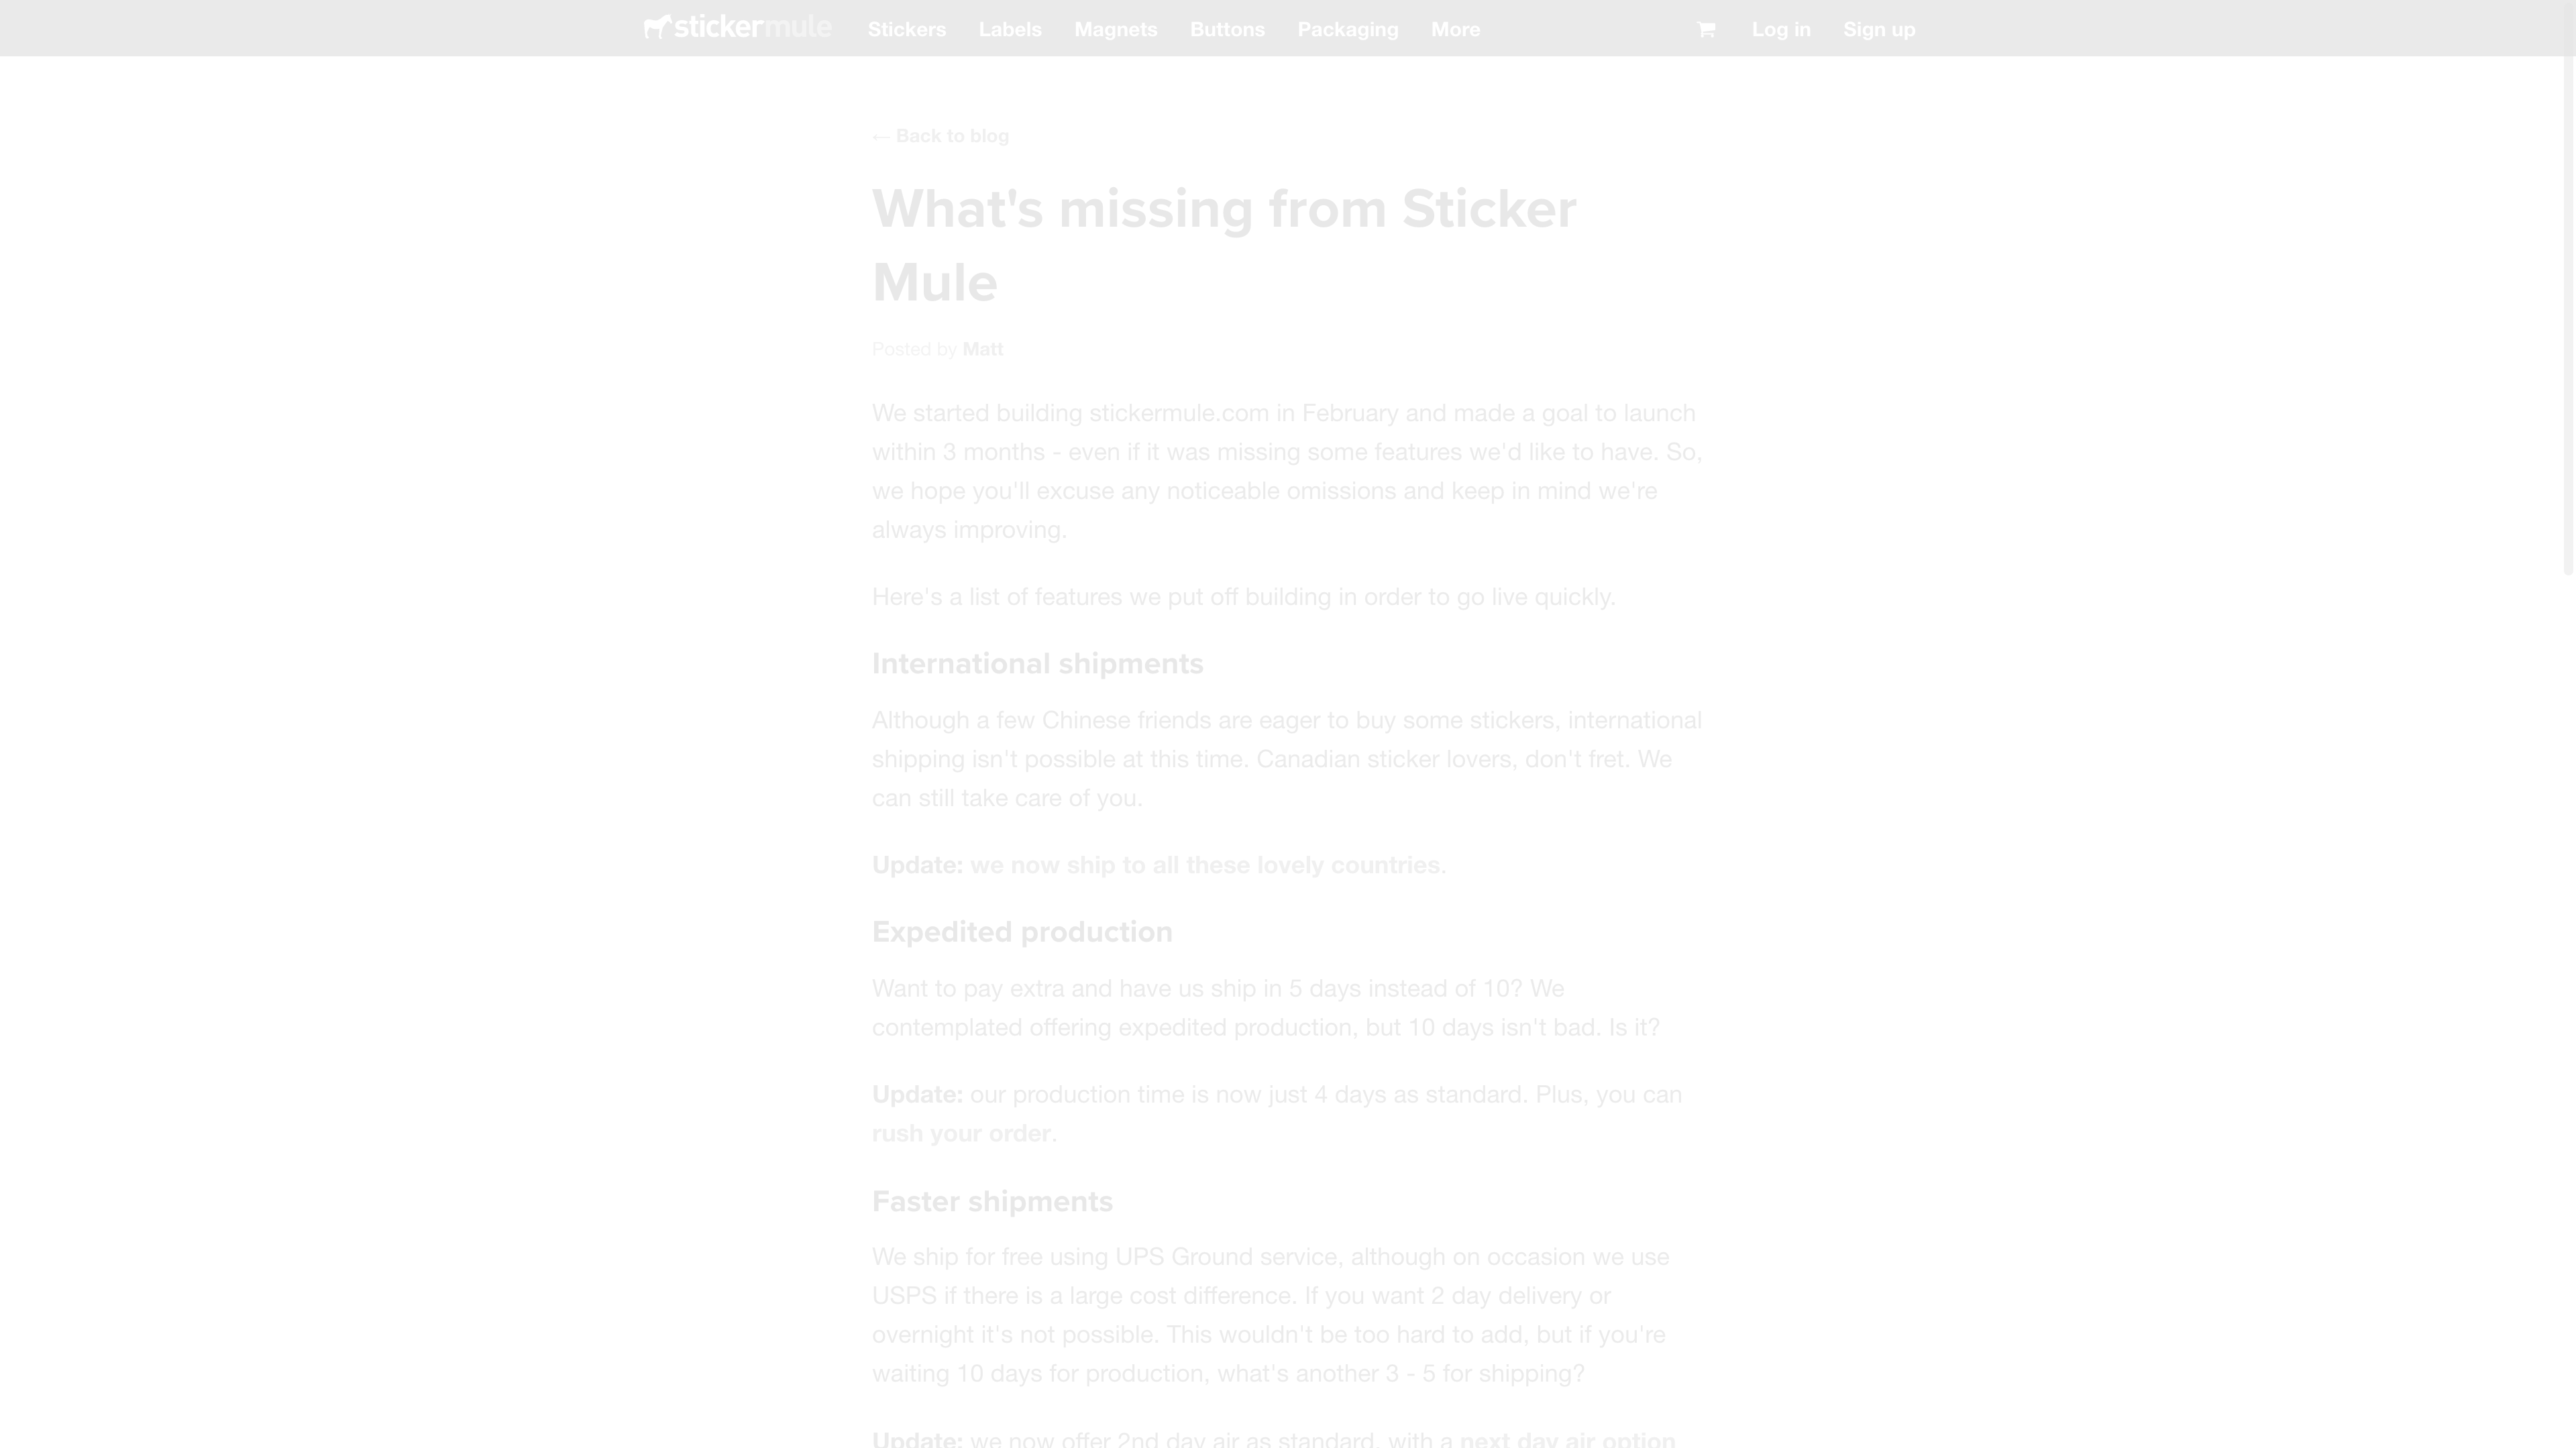 stickermule Stickers Labels Magnets Buttons Packaging More Log in Sign up
← Back to blog
What's missing from Sticker
Mule
Posted by Matt
We started building stickermule.com in February and made a goal to launch
within 3 months - even if it was missing some features we'd like to have. So,
we hope you'll excuse any noticeable omissions and keep in mind we're
always improving.
Here's a list of features we put off building in order to go live quickly.
International shipments
Although a few Chinese friends are eager to buy some stickers, international
shipping isn't possible at this time. Canadian sticker lovers, don't fret. We
can still take care of you.
Update: we now ship to all these lovely countries.
Expedited production
Want to pay extra and have us ship in 5 days instead of 10? We
contemplated offering expedited production, but 10 days isn't bad. Is it?
Update: our production time is now just 4 days as standard. Plus, you can
rush your order.
Faster shipments
We ship for free using UPS Ground service, although on occasion we use
USPS if there is a large cost difference. If you want 2 day delivery or
overnight it's not possible. This wouldn't be too hard to add, but if you're
waiting 10 days for production, what's another 3 - 5 for shipping?
Update: we now offer 2nd day air as standard, with a next day air option